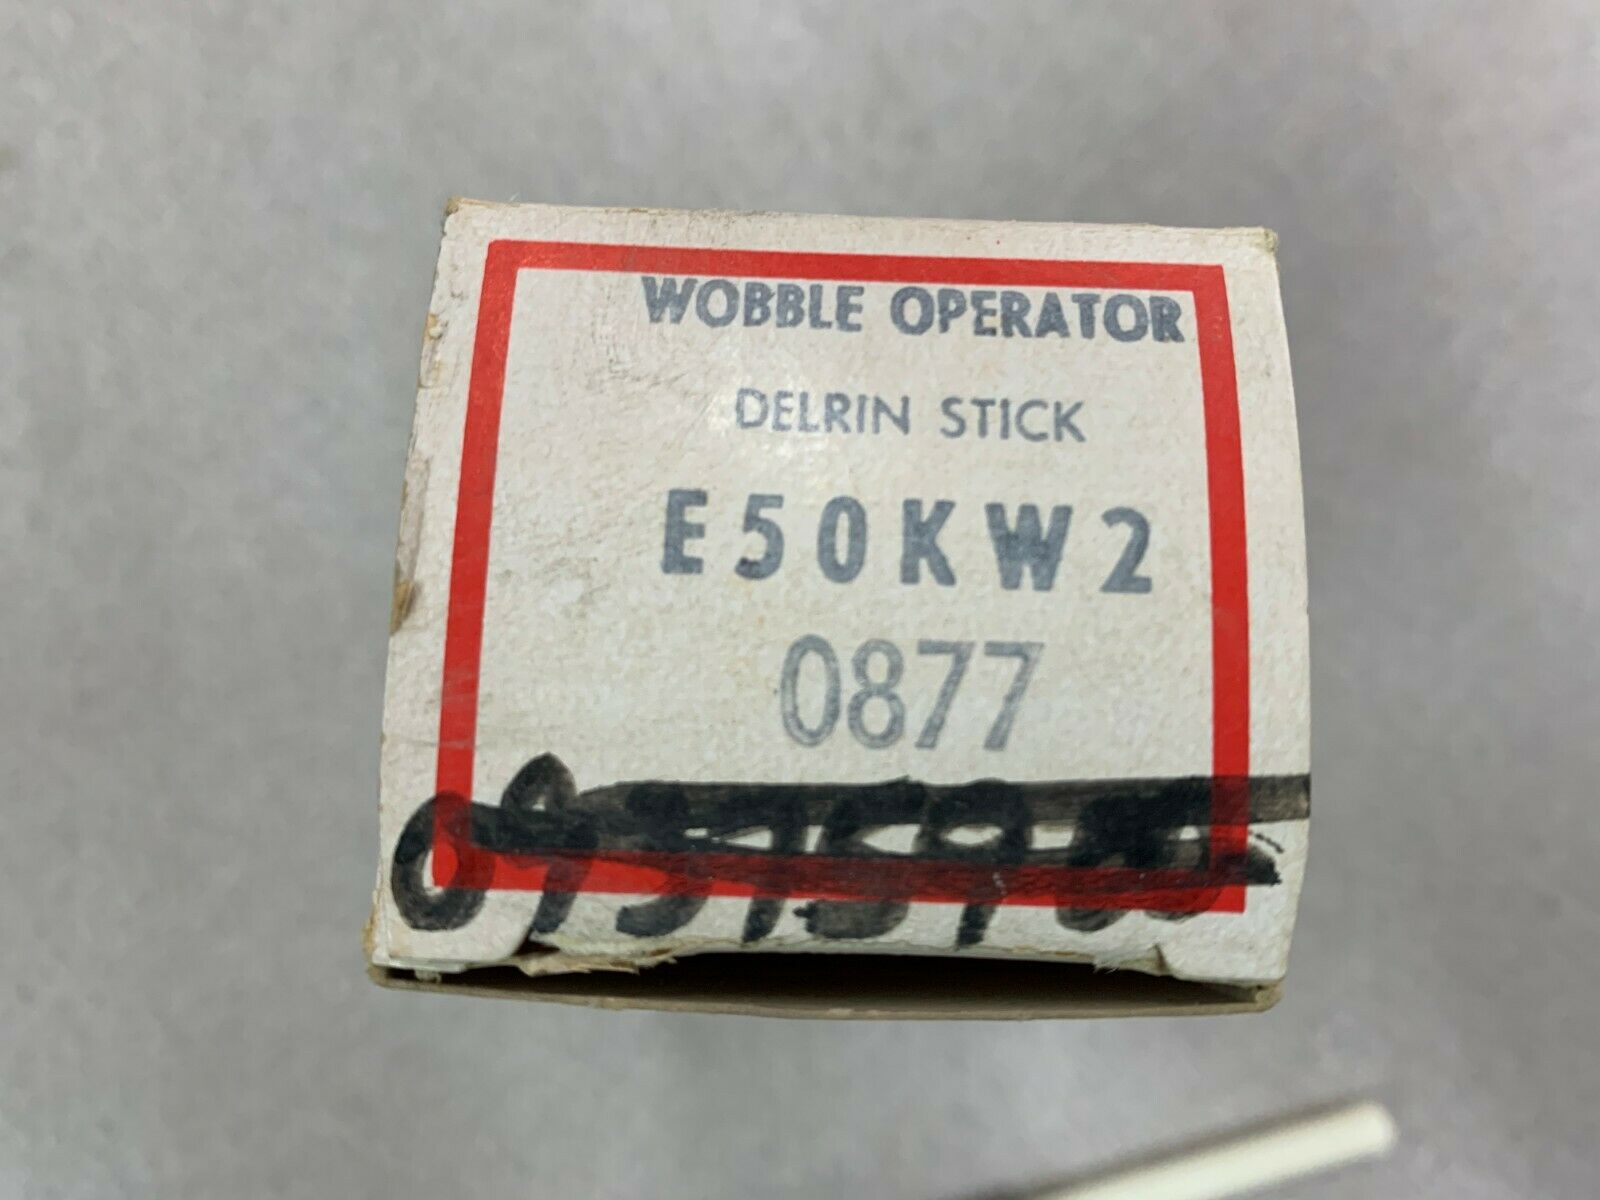 WOBBLE OPERATOR
DELRIN STICK
E50KW2
0877